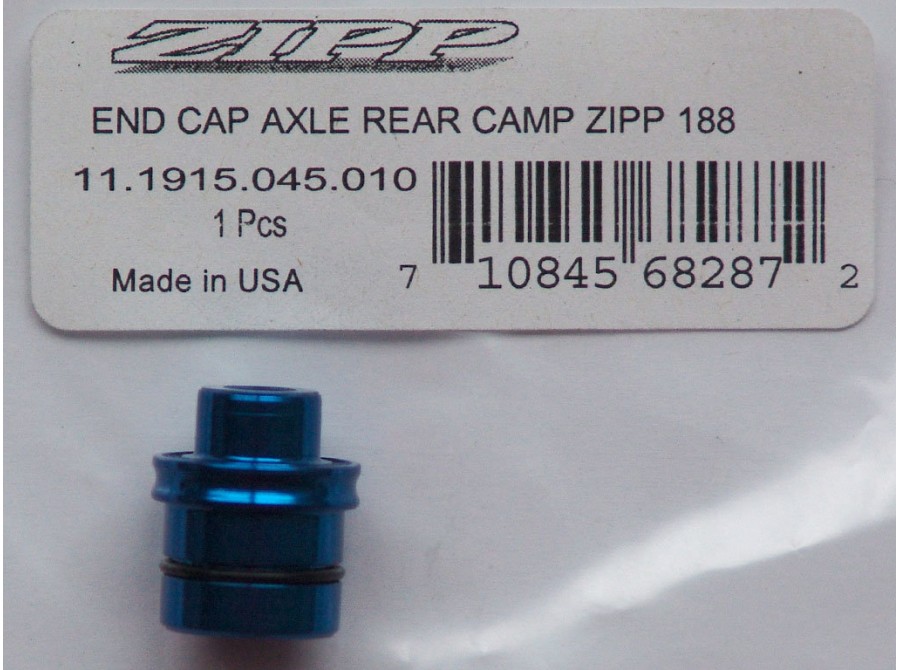 ZIPP
END CAP AXLE REAR CAMP ZIPP 188
11.1915.045.010
1 Pcs
Made in USA
7 10845 68287 2